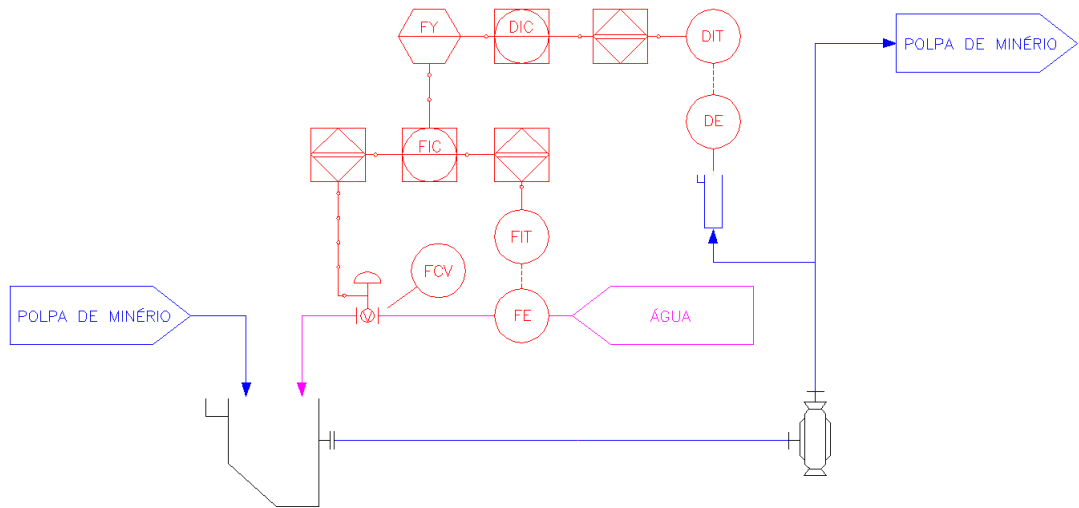 FY
DIC
DIT
POLPA DE MINÉRIO
DE
FIC
FIT
FCV
POLPA DE MINÉRIO
FE
ÁGUA
V